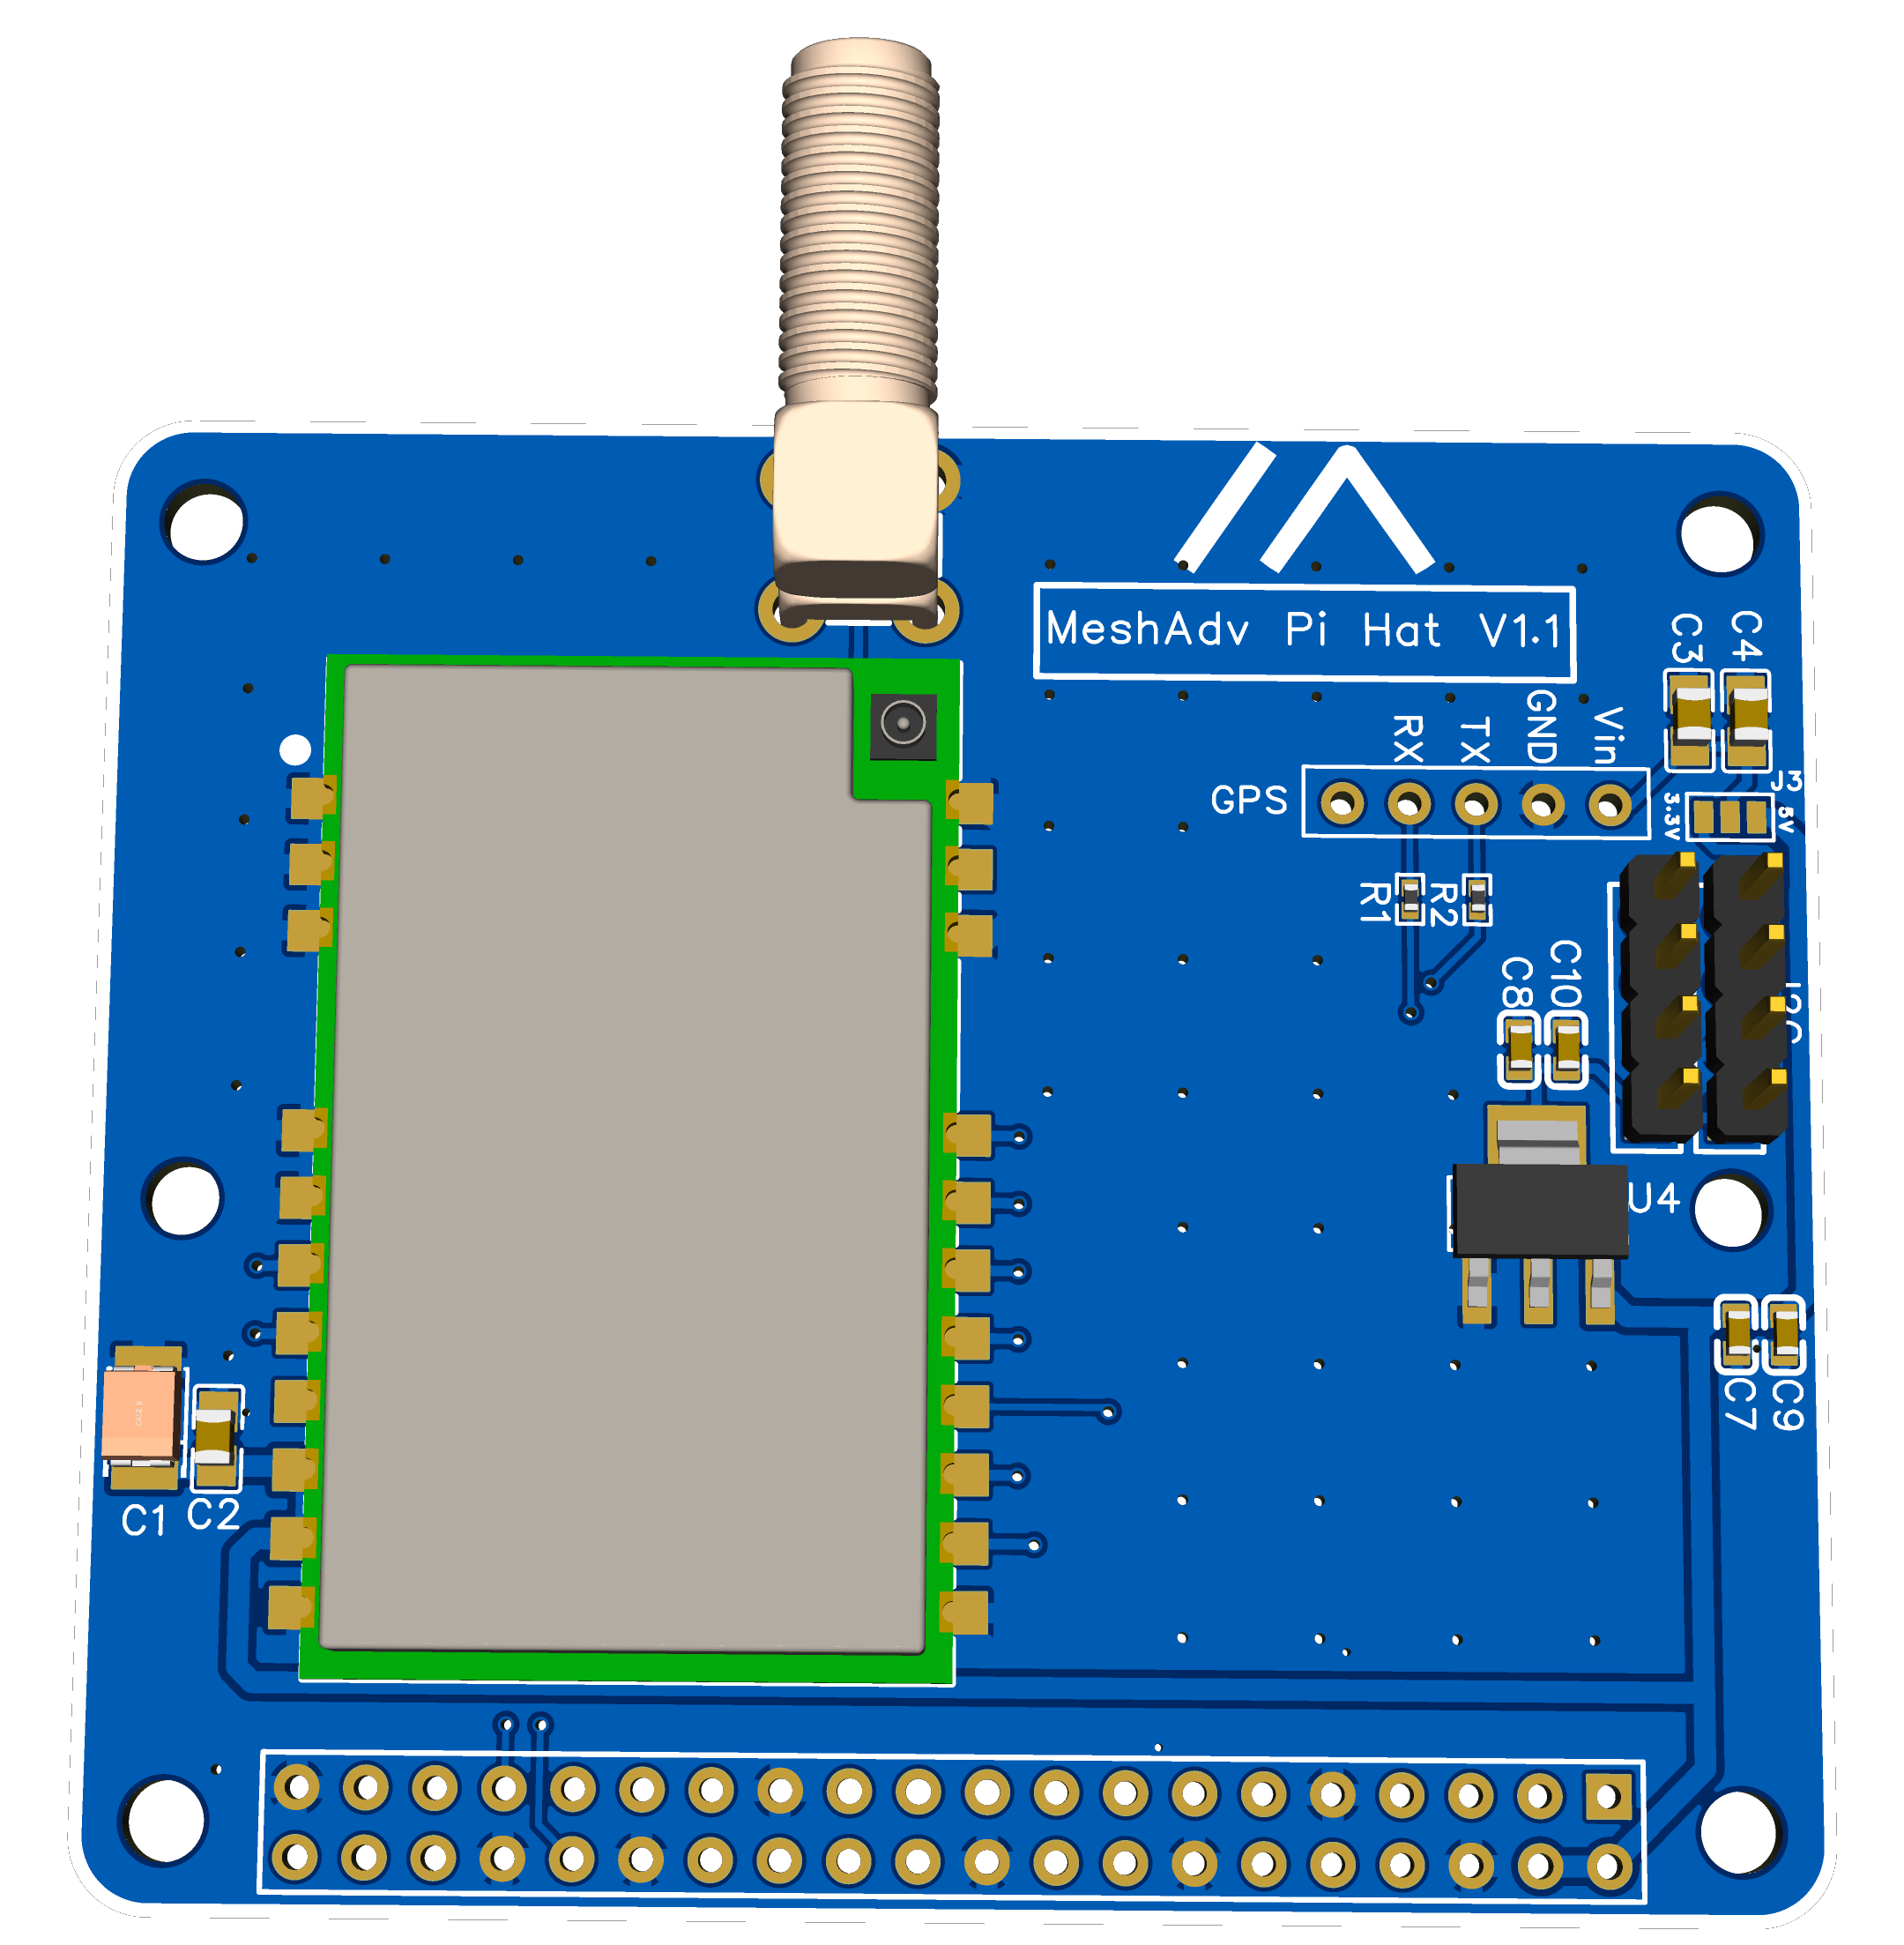 MeshAdv Pi Hat V1.1
C3
C4
RX
TX
GND
Vin
GPS
J3
3.3V
5V
R1
R2
C8
C10
U4
C7
C9
C1
C2